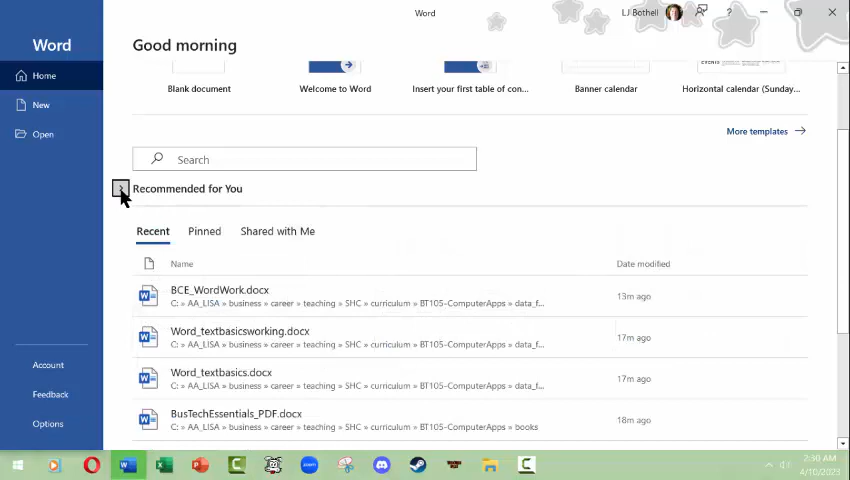 Word
LJ Bothell
?
Word
Good morning
Home
New
Open
Blank document
Welcome to Word
Insert your first table of con...
Banner calendar
EVENTS
Horizontal calendar (Sunday...
More templates
Search
Recommended for You
Recent
Pinned
Shared with Me
Name
Date modified
BCE_WordWork.docx
C: » AA_LISA » business » career » teaching » SHC » curriculum » BT105-ComputerApps » data_f...
13m ago
Word_textbasicsworking.docx
C: » AA_LISA » business » career » teaching » SHC » curriculum » BT105-ComputerApps » data_f...
17m ago
Word_textbasics.docx
C: » AA_LISA » business » career » teaching » SHC » curriculum » BT105-ComputerApps » data_f...
17m ago
BusTechEssentials_PDF.docx
C: » AA_LISA » business » career » teaching » SHC » curriculum » BT105-ComputerApps » books
18m ago
Account
Feedback
Options
zoom
2:30 AM
4/10/2023